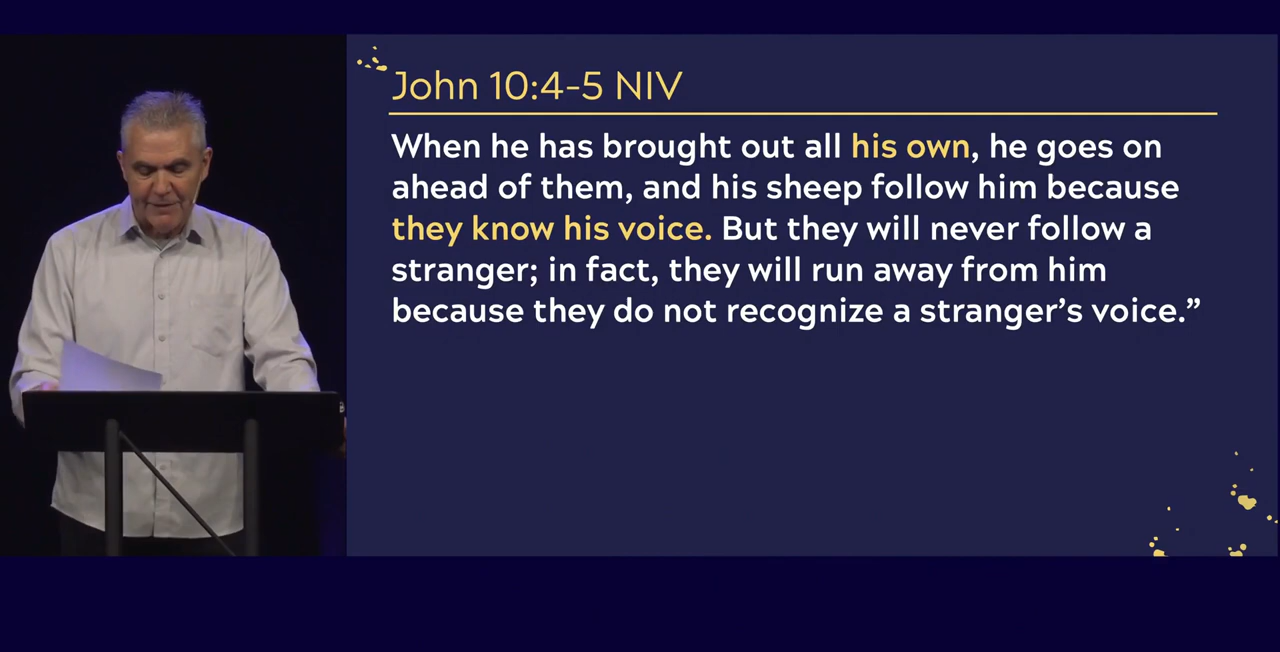 John 10:4-5 NIV
When he has brought out all his own, he goes on
ahead of them, and his sheep follow him because
they know his voice. But they will never follow a
stranger; in fact, they will run away from him
because they do not recognize a stranger’s voice.”